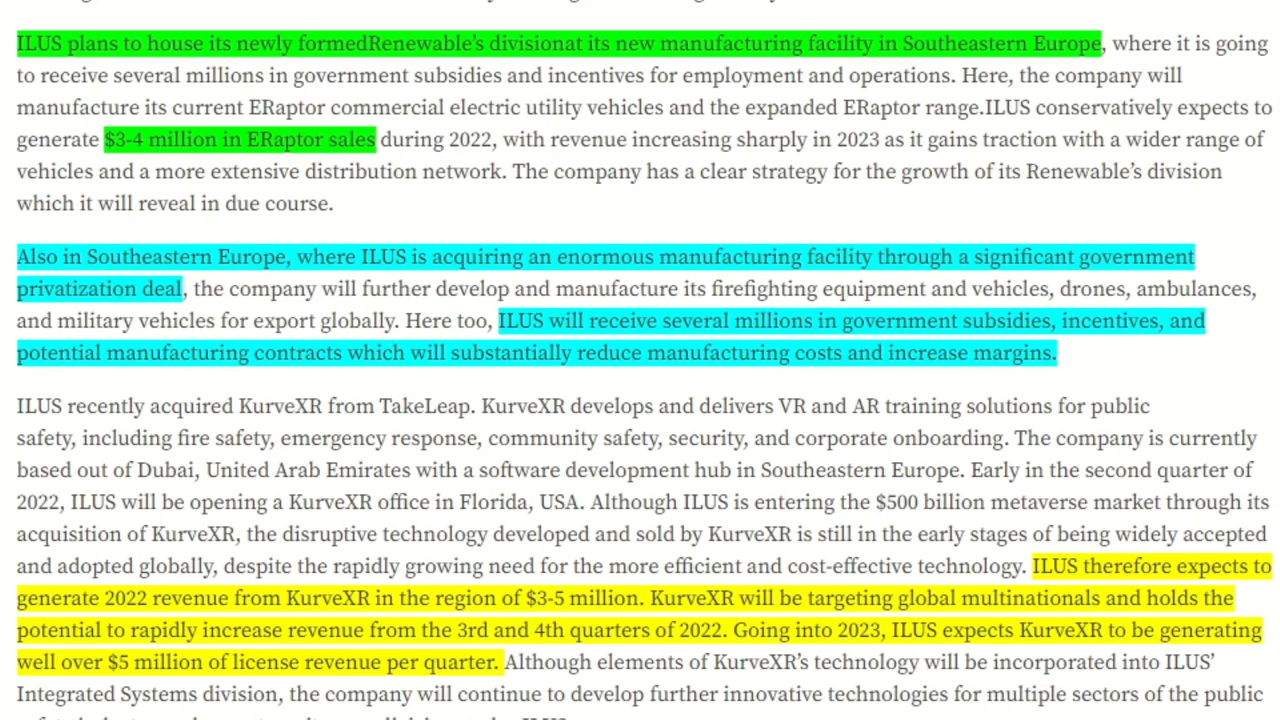 ILUS plans to house its newly formedRenewable's divisionat its new manufacturing facility in Southeastern Europe, where it is going
to receive several millions in government subsidies and incentives for employment and operations. Here, the company will
manufacture its current ERaptor commercial electric utility vehicles and the expanded ERaptor range.ILUS conservatively expects to
generate $3-4 million in ERaptor sales during 2022, with revenue increasing sharply in 2023 as it gains traction with a wider range of
vehicles and a more extensive distribution network. The company has a clear strategy for the growth of its Renewable's division
which it will reveal in due course.
Also in Southeastern Europe, where ILUS is acquiring an enormous manufacturing facility through a significant government
privatization deal, the company will further develop and manufacture its firefighting equipment and vehicles, drones, ambulances,
and military vehicles for export globally. Here too, ILUS will receive several millions in government subsidies, incentives, and
potential manufacturing contracts which will substantially reduce manufacturing costs and increase margins.
ILUS recently acquired KurveXR from TakeLeap. KurveXR develops and delivers VR and AR training solutions for public
safety, including fire safety, emergency response, community safety, security, and corporate onboarding. The company is currently
based out of Dubai, United Arab Emirates with a software development hub in Southeastern Europe. Early in the second quarter of
2022, ILUS will be opening a KurveXR office in Florida, USA. Although ILUS is entering the $500 billion metaverse market through its
acquisition of KurveXR, the disruptive technology developed and sold by KurveXR is still in the early stages of being widely accepted
and adopted globally, despite the rapidly growing need for the more efficient and cost-effective technology. ILUS therefore expects to
generate 2022 revenue from KurveXR in the region of $3-5 million. KurveXR will be targeting global multinationals and holds the
potential to rapidly increase revenue from the 3rd and 4th quarters of 2022. Going into 2023, ILUS expects KurveXR to be generating
well over $5 million of license revenue per quarter. Although elements of KurveXR's technology will be incorporated into ILUS'
Integrated Systems division, the company will continue to develop further innovative technologies for multiple sectors of the public